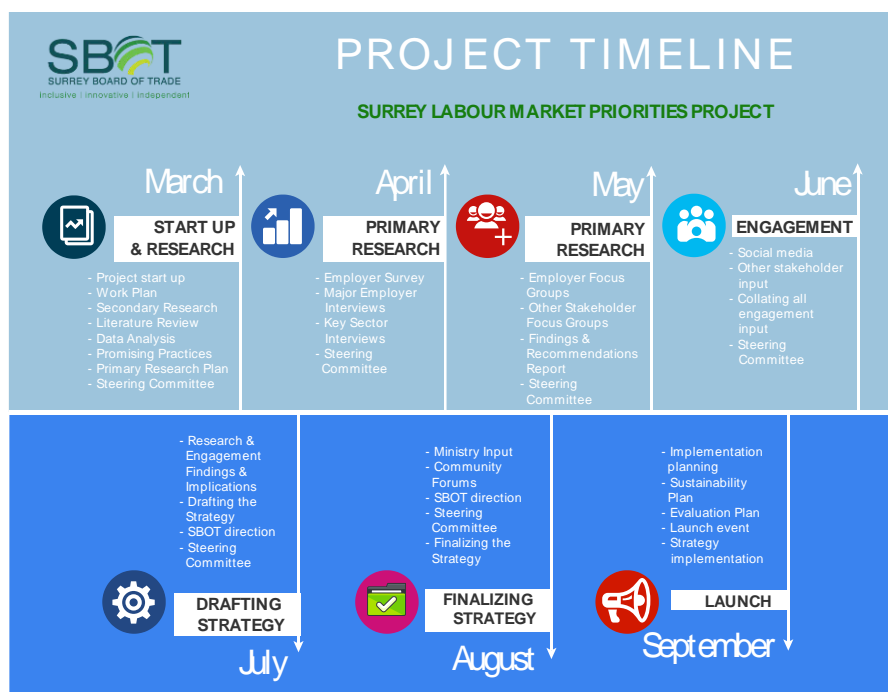 SBOT
SURREY BOARD OF TRADE
inclusive | innovative | independent
PROJECT TIMELINE
SURREY LABOUR MARKET PRIORITIES PROJECT
March
START UP
& RESEARCH
- Project start up
- Work Plan
- Secondary Research
- Literature Review
- Data Analysis
- Promising Practices
- Primary Research Plan
- Steering Committee
April
PRIMARY
RESEARCH
- Employer Survey
- Major Employer
Interviews
- Key Sector
Interviews
- Steering
Committee
May
PRIMARY
RESEARCH
- Employer Focus
Groups
- Other Stakeholder
Focus Groups
- Findings &
Recommendations
Report
- Steering
Committee
June
ENGAGEMENT
- Social media
- Other stakeholder
input
- Collating all
engagement
input
- Steering
Committee
- Research &
Engagement
Findings &
Implications
- Drafting the
Strategy
- SBOT direction
- Steering
Committee
DRAFTING
STRATEGY
July
- Ministry Input
- Community
Forums
- SBOT direction
- Steering
Committee
- Finalizing the
Strategy
FINALIZING
STRATEGY
August
- Implementation
planning
- Sustainability
Plan
- Evaluation Plan
- Launch event
- Strategy
implementation
LAUNCH
September